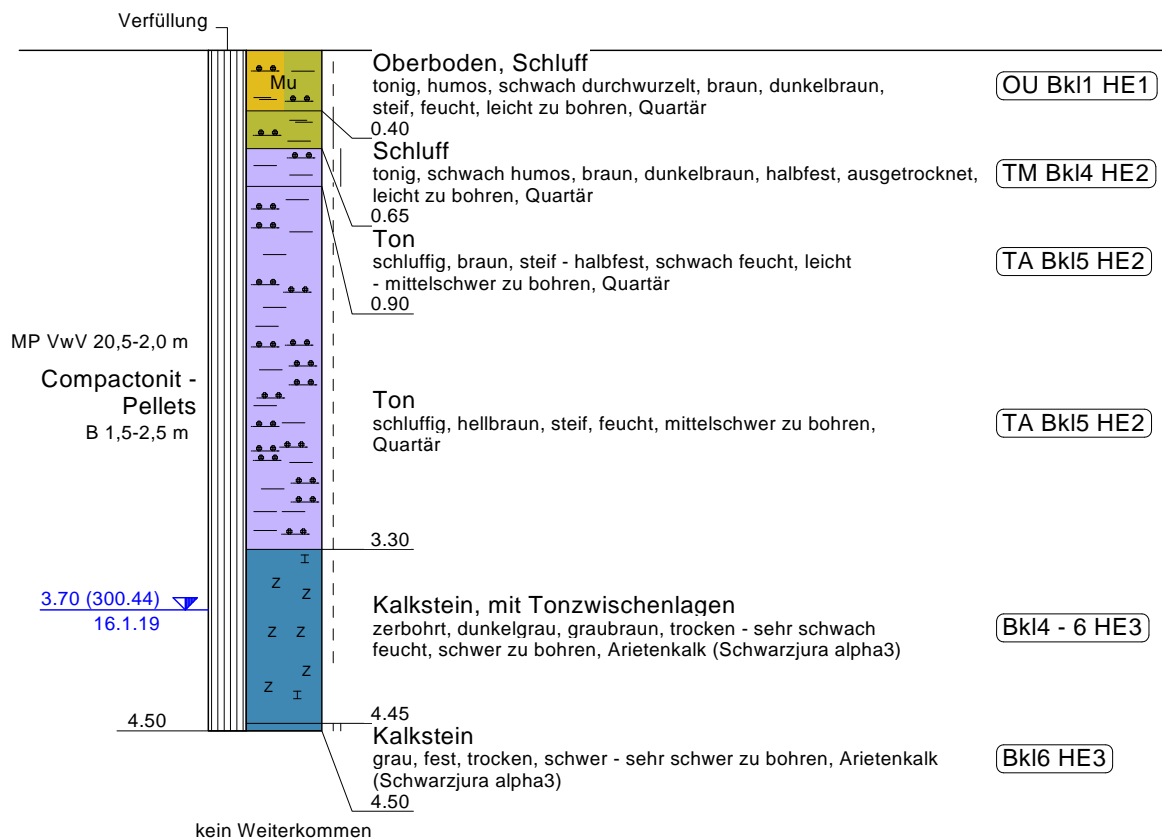 Verfüllung
Mu
Oberboden, Schluff
tonig, humos, schwach durchwurzelt, braun, dunkelbraun,
steif, feucht, leicht zu bohren, Quartär
0.40
OU Bkl1 HE1
Schluff
tonig, schwach humos, braun, dunkelbraun, halbfest, ausgetrocknet,
leicht zu bohren, Quartär
0.65
TM Bkl4 HE2
Ton
schluffig, braun, steif - halbfest, schwach feucht, leicht
- mittelschwer zu bohren, Quartär
0.90
TA Bkl5 HE2
MP VwV 20,5-2,0 m
Compactonit -
Pellets
B 1,5-2,5 m
Ton
schluffig, hellbraun, steif, feucht, mittelschwer zu bohren,
Quartär
3.30
TA Bkl5 HE2
3.70 (300.44)
16.1.19
Z
Z
Z Z
Z
Z
Kalkstein, mit Tonzwischenlagen
zerbohrt, dunkelgrau, graubraun, trocken - sehr schwach
feucht, schwer zu bohren, Arietenkalk (Schwarzjura alpha3)
4.45
Bkl4 - 6 HE3
4.50
Kalkstein
grau, fest, trocken, schwer - sehr schwer zu bohren, Arietenkalk
(Schwarzjura alpha3)
4.50
Bkl6 HE3
kein Weiterkommen